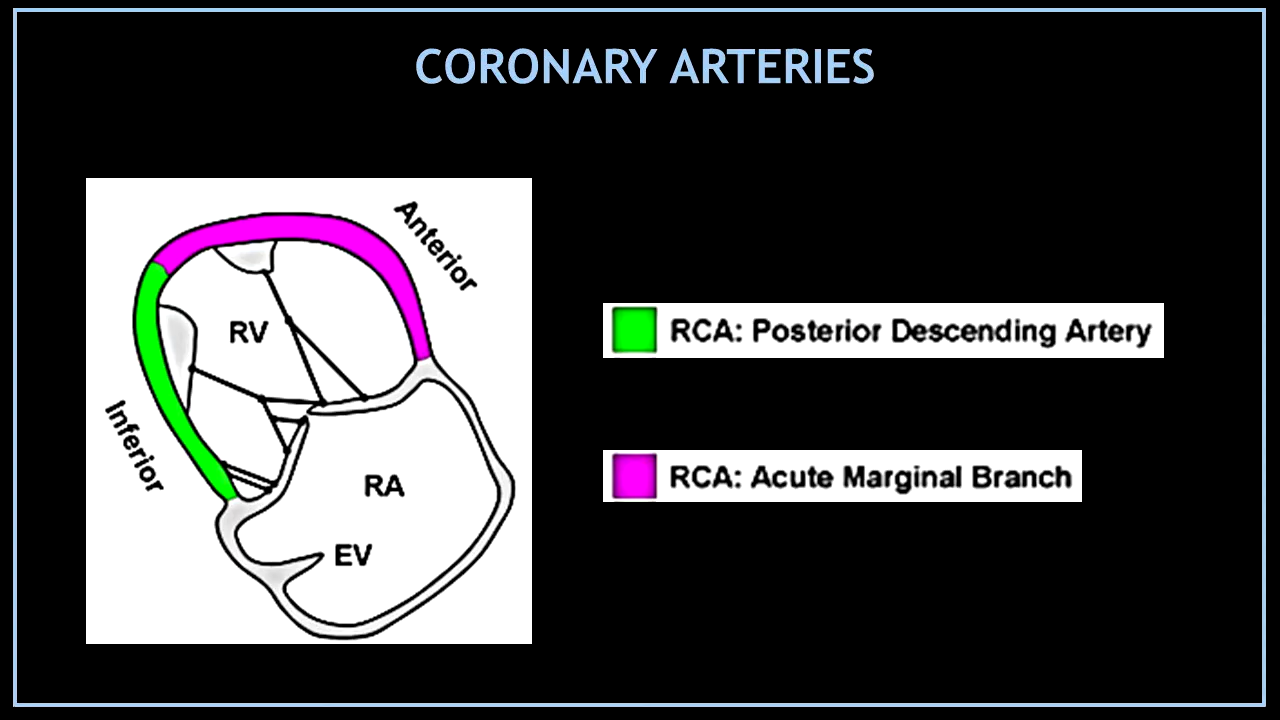 CORONARY ARTERIES
Anterior
RV
Inferior
RA
EV
RCA: Posterior Descending Artery
RCA: Acute Marginal Branch